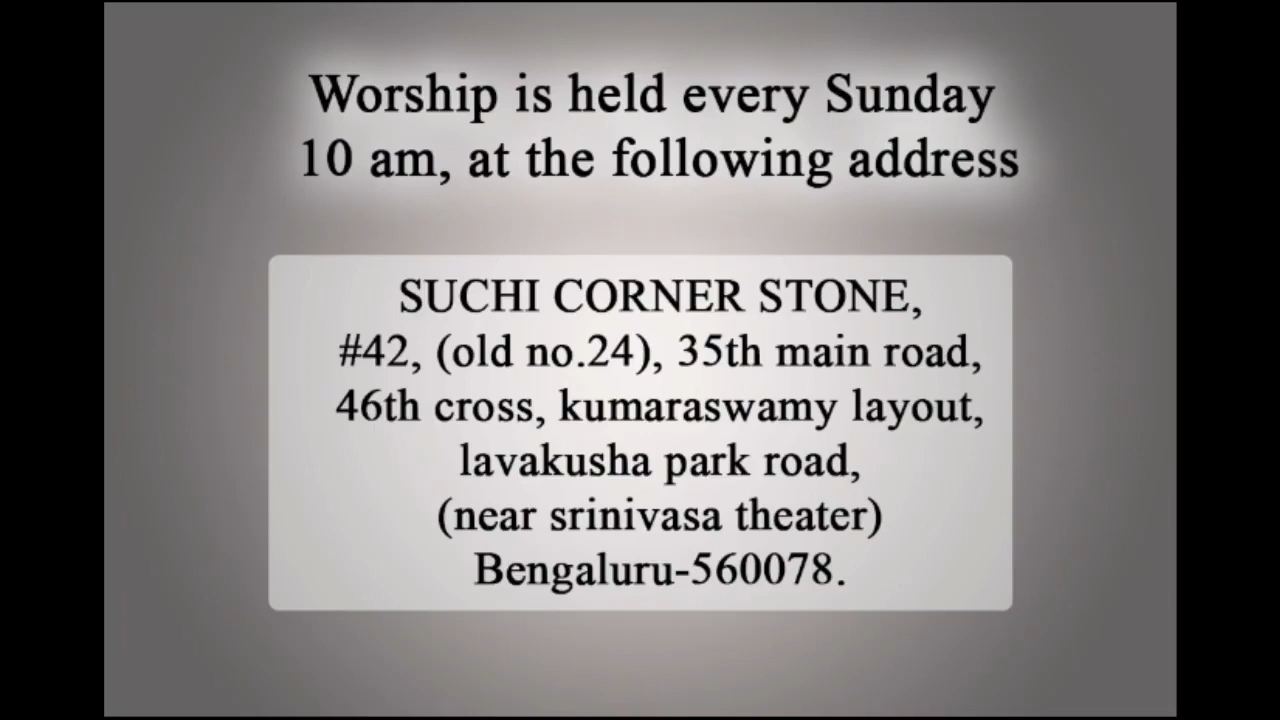 Worship is held every Sunday
10 am, at the following address
SUCHI CORNER STONE,
#42, (old no.24), 35th main road,
46th cross, kumaraswamy layout,
lavakusha park road,
(near srinivasa theater)
Bengaluru-560078.